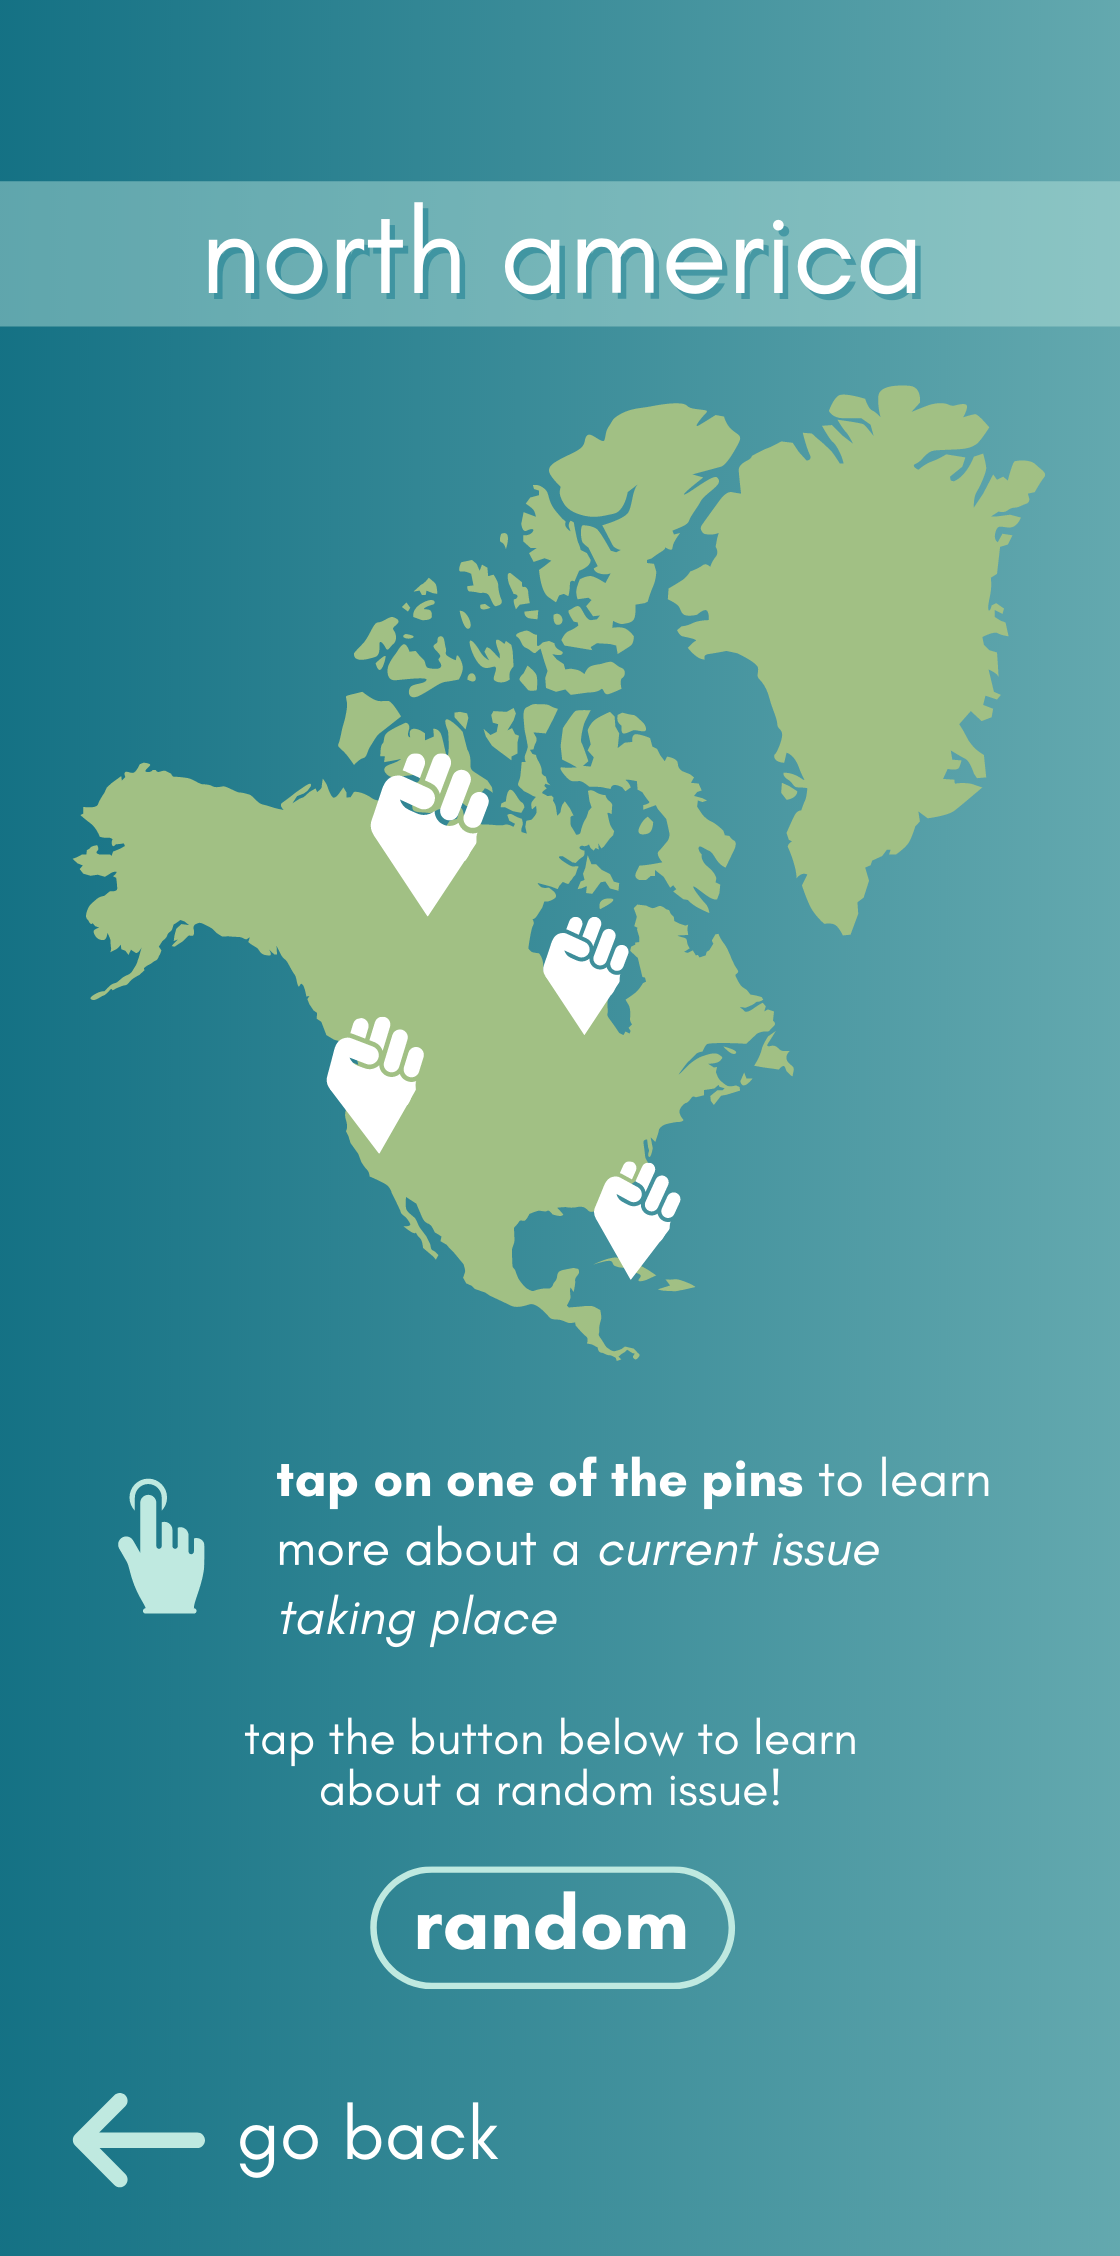 north america
tap on one of the pins to learn
more about a current issue
taking place
tap the button below to learn
about a random issue!
random
go back